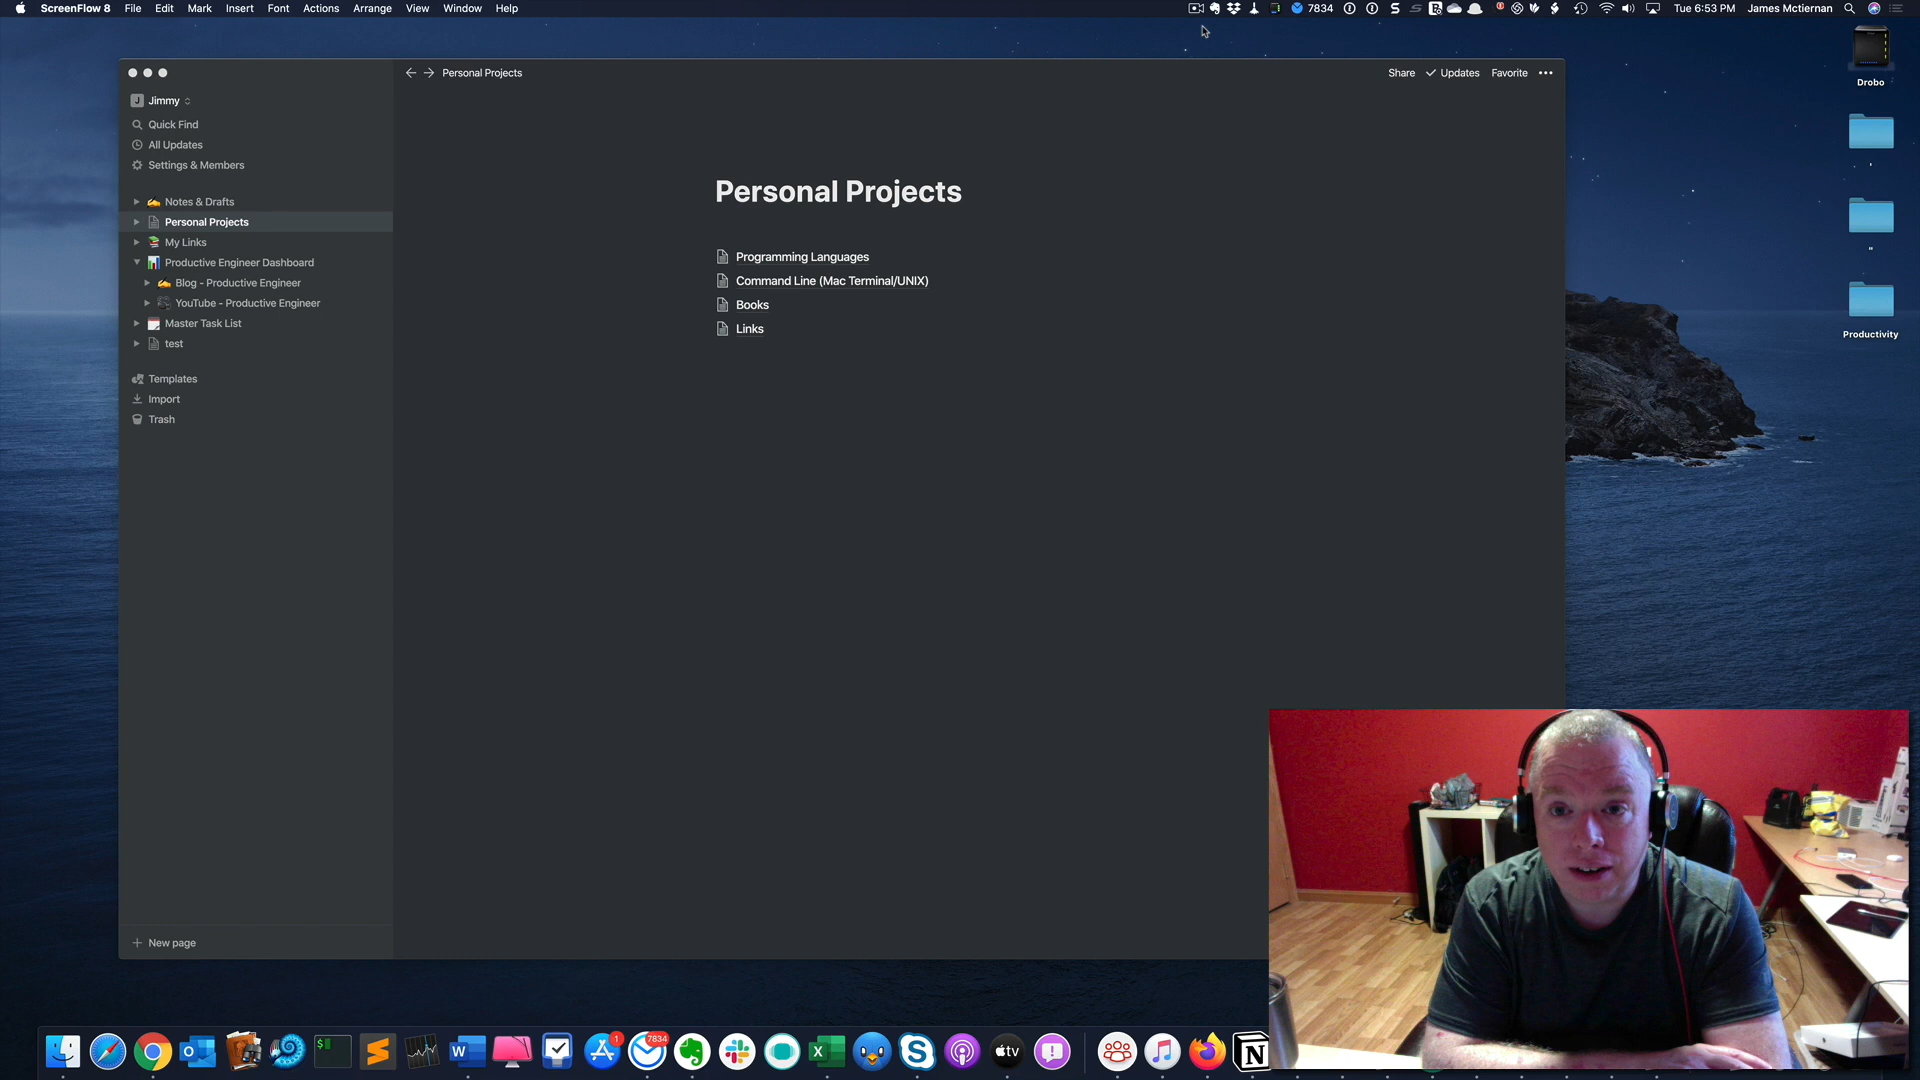 ScreenFlow 8 File Edit Mark Insert Font Actions Arrange View Window Help
7834 Tue 6:53 PM James Mctiernan
Drobo
'
"
Productivity
J Jimmy
Quick Find
All Updates
Settings & Members
Notes & Drafts
Personal Projects
My Links
Productive Engineer Dashboard
Blog - Productive Engineer
YouTube - Productive Engineer
Master Task List
test
Templates
Import
Trash
New page
Personal Projects
Share Updates Favorite
Personal Projects
Programming Languages
Command Line (Mac Terminal/UNIX)
Books
Links
1
7834
tv